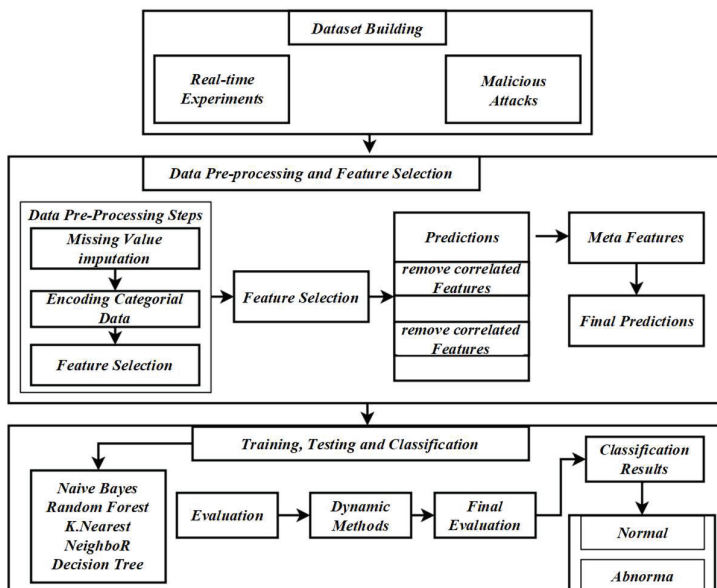 Dataset Building
Real-time
Experiments
Malicious
Attacks
Data Pre-processing and Feature Selection
Data Pre-Processing Steps
Missing Value
imputation
Encoding Categorial
Data
Feature Selection
Feature Selection
Predictions
remove correlated
Features
remove correlated
Features
Meta Features
Final Predictions
Training, Testing and Classification
Naive Bayes
Random Forest
K.Nearest
NeighboR
Decision Tree
Evaluation
Dynamic
Methods
Final
Evaluation
Classification
Results
Normal
Abnorma